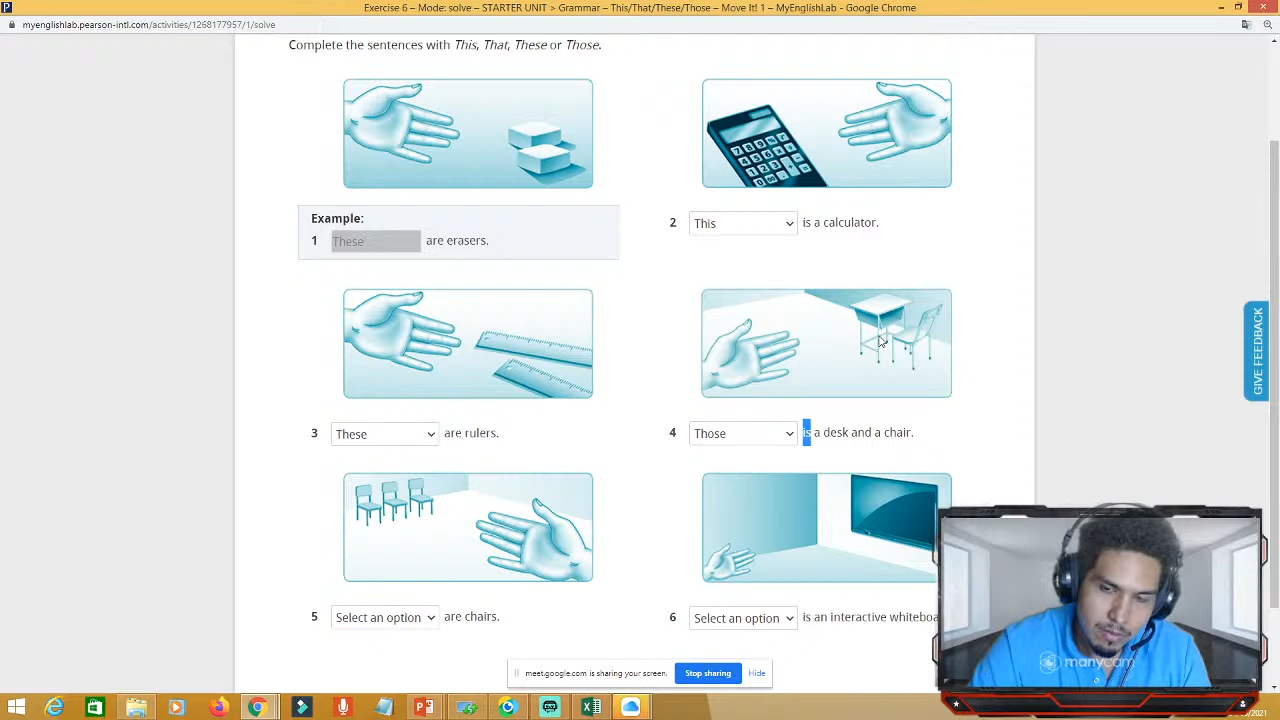 Exercise 6 – Mode: solve – STARTER UNIT > Grammar – This/That/These/Those – Move It! 1 – MyEnglishLab - Google Chrome
myenglishlab.pearson-intl.com/activities/1268177957/1/solve
Complete the sentences with This, That, These or Those.
Example:
1 These are erasers.
2 This is a calculator.
3 These are rulers.
4 Those is a desk and a chair.
5 Select an option are chairs.
6 Select an option is an interactive whiteboa
GIVE FEEDBACK
meet.google.com is sharing your screen. Stop sharing Hide
manycam
/2021